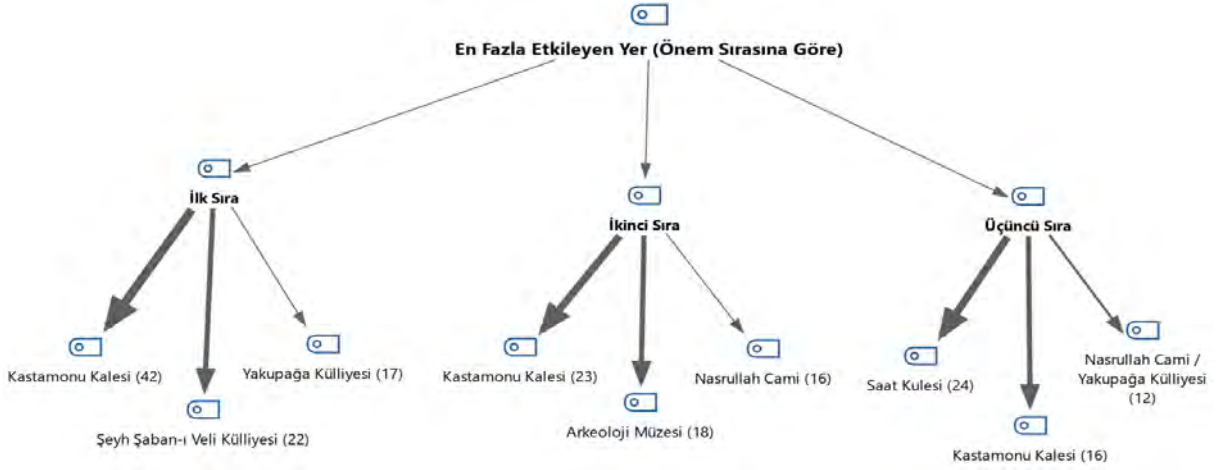 En Fazla Etkileyen Yer (Önem Sırasına Göre)
İlk Sıra
İkinci Sıra
Üçüncü Sıra
Kastamonu Kalesi (42)
Şeyh Şaban-ı Veli Külliyesi (22)
Yakupağa Külliyesi (17)
Kastamonu Kalesi (23)
Arkeoloji Müzesi (18)
Nasrullah Cami (16)
Saat Kulesi (24)
Kastamonu Kalesi (16)
Nasrullah Cami /
Yakupağa Külliyesi
(12)